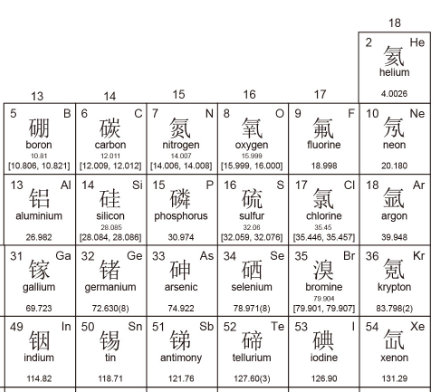 18
2 He
氦
helium
4.0026
13 14 15 16 17
5 B 6 C 7 N 8 O 9 F 10 Ne
硼 碳 氮 氧 氟 氖
boron carbon nitrogen oxygen fluorine neon
10.81 12.011 14.007 15.999
[10.806, 10.821] [12.009, 12.012] [14.006, 14.008] [15.999, 16.000] 18.998 20.180
13 Al 14 Si 15 P 16 S 17 Cl 18 Ar
铝 硅 磷 硫 氯 氩
aluminium silicon phosphorus sulfur chlorine argon
28.085 32.06 35.45
26.982 [28.084, 28.086] 30.974 [32.059, 32.076] [35.446, 35.457] 39.948
31 Ga 32 Ge 33 As 34 Se 35 Br 36 Kr
镓 锗 砷 硒 溴 氪
gallium germanium arsenic selenium bromine krypton
79.904
69.723 72.630(8) 74.922 78.971(8) [79.901, 79.907] 83.798(2)
49 In 50 Sn 51 Sb 52 Te 53 I 54 Xe
铟 锡 锑 碲 碘 氙
indium tin antimony tellurium iodine xenon
114.82 118.71 121.76 127.60(3) 126.90 131.29